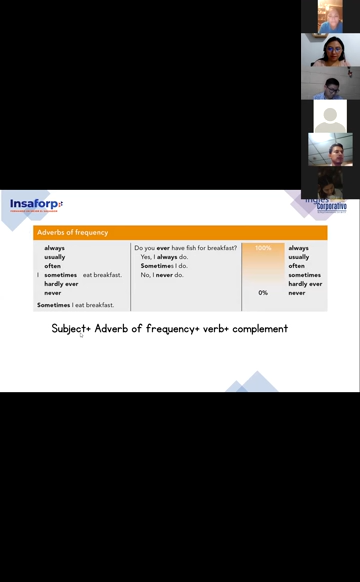 Insaforp
Inglés
Corporativo
Adverbs of frequency
always
usually
often
I sometimes eat breakfast.
hardly ever
never
Sometimes I eat breakfast.
Do you ever have fish for breakfast?
Yes, I always do.
Sometimes I do.
No, I never do.
100%
0%
always
usually
often
sometimes
hardly ever
never
Subject+ Adverb of frequency+ verb+ complement